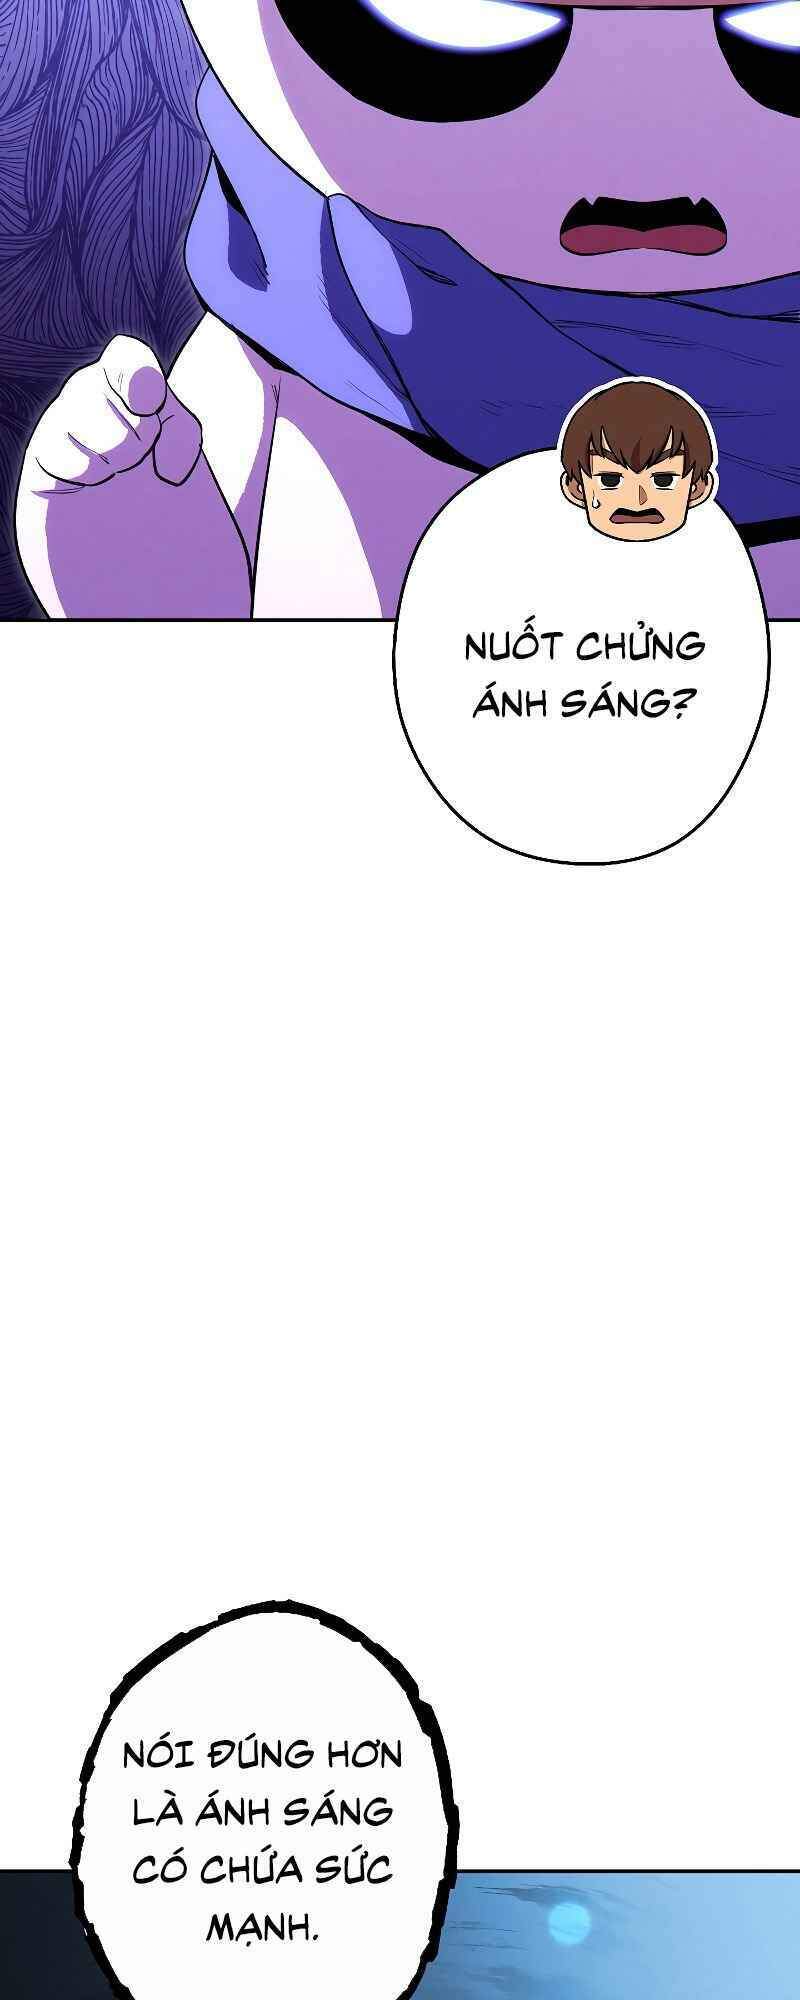 NUỐT CHỬNG
ÁNH SÁNG?
NÓI ĐÚNG HƠN
LÀ ÁNH SÁNG
CÓ CHỨA SỨC
MẠNH.